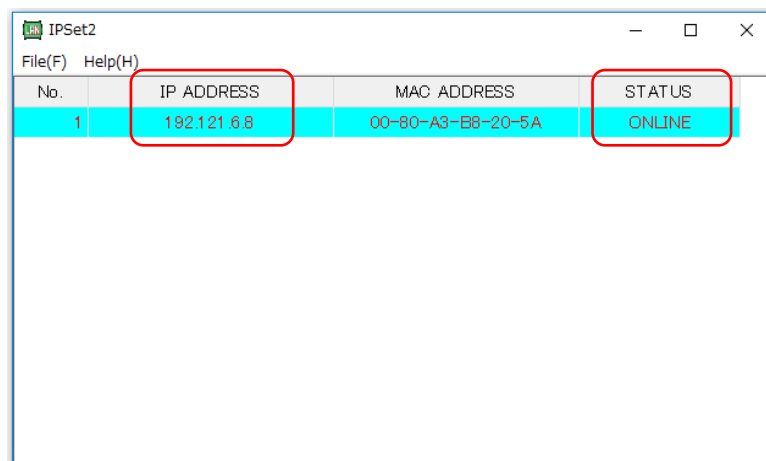 LAN IPSet2
File(F) Help(H)
No. IP ADDRESS MAC ADDRESS STATUS
1 192.121.6.8 00-80-A3-B8-20-5A ONLINE